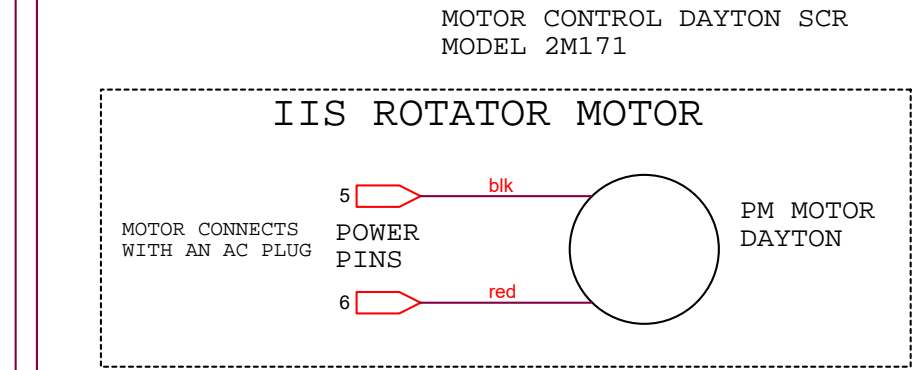 MOTOR CONTROL DAYTON SCR
MODEL 2M171
IIS ROTATOR MOTOR
5
blk
MOTOR CONNECTS
WITH AN AC PLUG
POWER
PINS
PM MOTOR
DAYTON
6
red